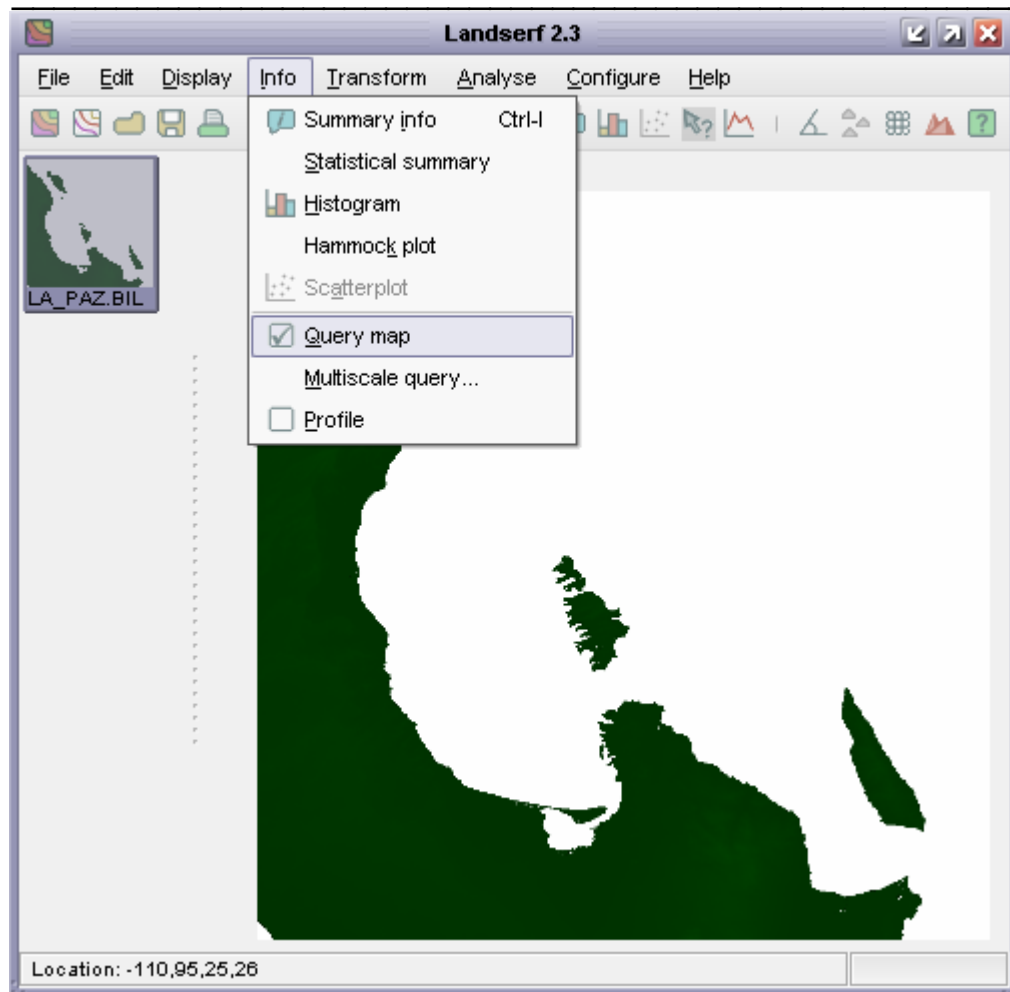 Landserf 2.3
File Edit Display Info Transform Analyse Configure Help
Summary info Ctrl-I
Statistical summary
Histogram
Hammock plot
Scatterplot
Query map
Multiscale query...
Profile
LA_PAZ.BIL
Location: -110,95,25,26